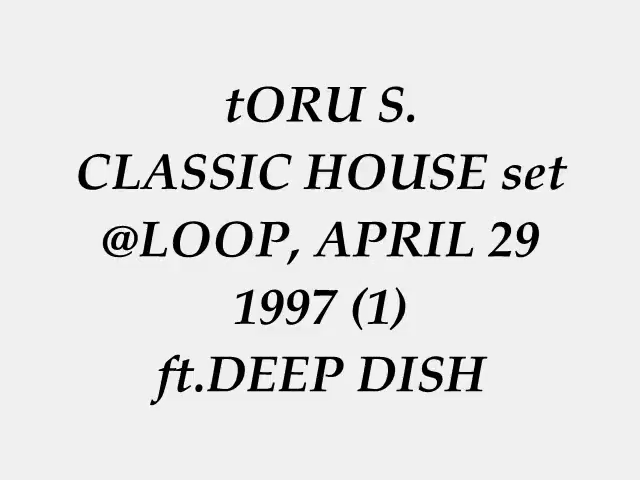 tORU S.
CLASSIC HOUSE set
@LOOP, APRIL 29
1997 (1)
ft.DEEP DISH